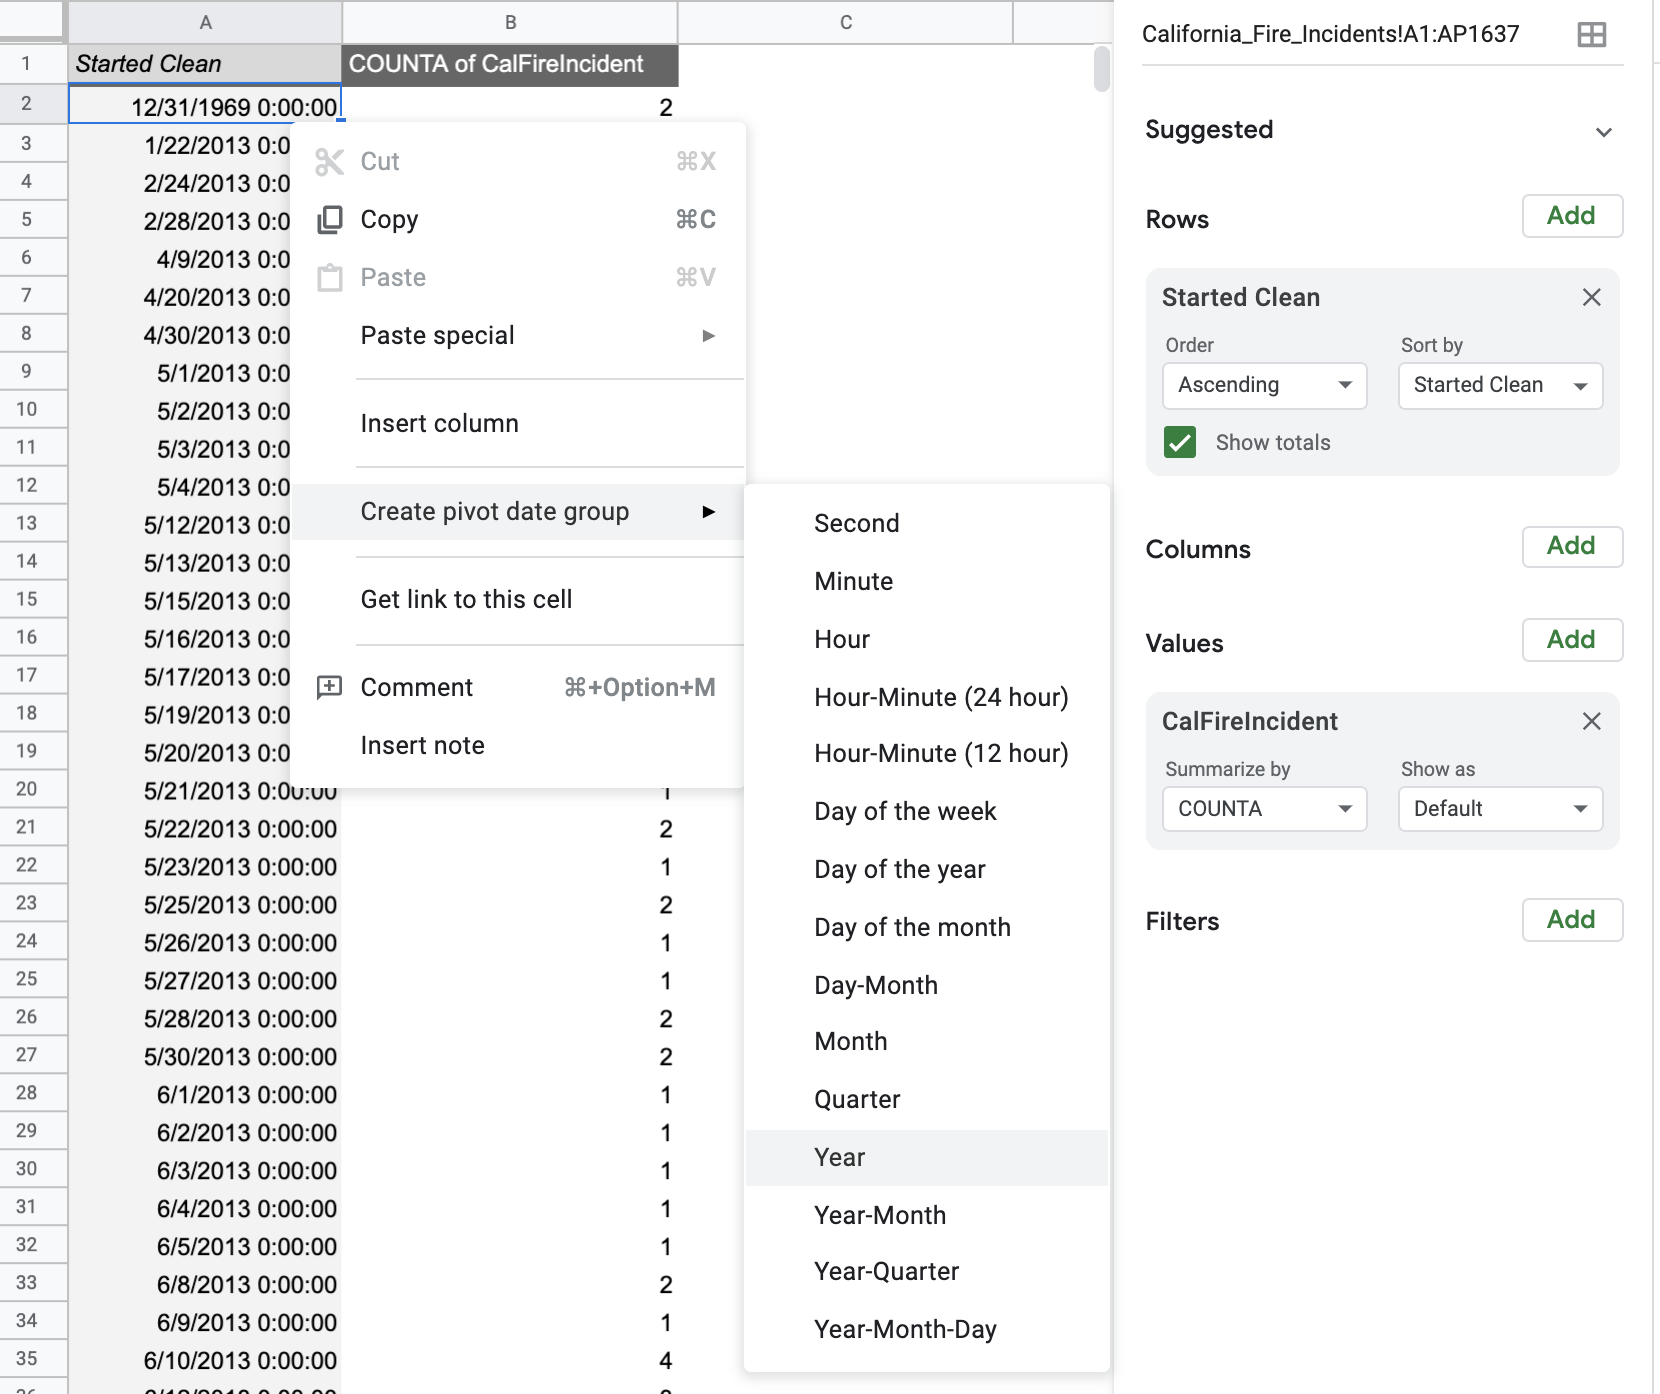 A B C
1 Started Clean COUNTA of CalFireIncident
2 12/31/1969 0:00:00 2
3 1/22/2013 0:0
4 2/24/2013 0:0
5 2/28/2013 0:0
6 4/9/2013 0:0
7 4/20/2013 0:0
8 4/30/2013 0:0
9 5/1/2013 0:0
10 5/2/2013 0:0
11 5/3/2013 0:0
12 5/4/2013 0:0
13 5/12/2013 0:0
14 5/13/2013 0:0
15 5/15/2013 0:0
16 5/16/2013 0:0
17 5/17/2013 0:0
18 5/19/2013 0:0
19 5/20/2013 0:0
20 5/21/2013 0:00:00 1
21 5/22/2013 0:00:00 2
22 5/23/2013 0:00:00 1
23 5/25/2013 0:00:00 2
24 5/26/2013 0:00:00 1
25 5/27/2013 0:00:00 1
26 5/28/2013 0:00:00 2
27 5/30/2013 0:00:00 2
28 6/1/2013 0:00:00 1
29 6/2/2013 0:00:00 1
30 6/3/2013 0:00:00 1
31 6/4/2013 0:00:00 1
32 6/5/2013 0:00:00 1
33 6/8/2013 0:00:00 2
34 6/9/2013 0:00:00 1
35 6/10/2013 0:00:00 4
Cut ⌘X
Copy ⌘C
Paste ⌘V
Paste special
Insert column
Create pivot date group
Get link to this cell
Comment ⌘+Option+M
Insert note
Second
Minute
Hour
Hour-Minute (24 hour)
Hour-Minute (12 hour)
Day of the week
Day of the year
Day of the month
Day-Month
Month
Quarter
Year
Year-Month
Year-Quarter
Year-Month-Day
California_Fire_Incidents!A1:AP1637
Suggested
Rows Add
Started Clean
Order Sort by
Ascending Started Clean
Show totals
Columns Add
Values Add
CalFireIncident
Summarize by Show as
COUNTA Default
Filters Add